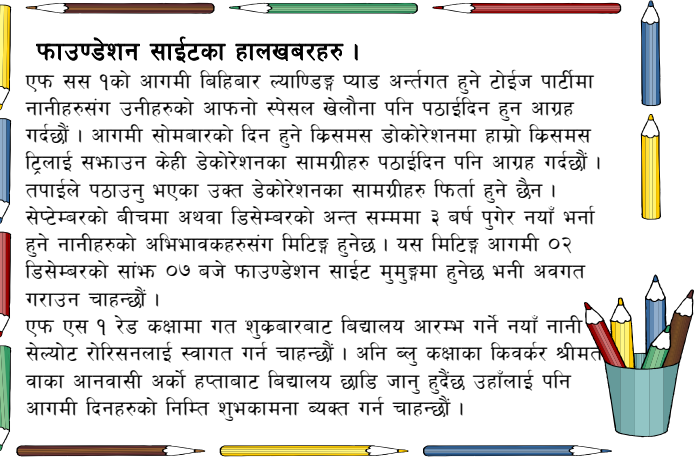 फाउण्डेशन साईटका हालखबरहरु ।
एफ सस १को आगमी बिहिबार ल्याण्डिङ्ग प्याड अर्न्तगत हुने टोईज पार्टीमा
नानीहरुसंग उनीहरुको आफनो स्पेसल खेलौना पनि पठाईदिन हुन आग्रह
गर्दछौं । आगमी सोमबारको दिन हुने क्रिसमस डोकोरेशनमा हाम्रो क्रिसमस
ट्रिलाई सझाउन केही डेकोरेशनका सामग्रीहरु पठाईदिन पनि आग्रह गर्दछौं ।
तपाईले पठाउनु भएका उक्त डेकोरेशनका सामग्रीहरु फिर्ता हुने छैन ।
सेप्टेम्बरको बीचमा अथवा डिसेम्बरको अन्त सम्ममा ३ बर्ष पुगेर नयाँ भर्ना
हुने नानीहरुको अभिभावकहरुसंग मिटिङ्ग हुनेछ । यस मिटिङ्ग आगमी ०२
डिसेम्बरको सांझ ०७ बजे फाउण्डेशन साईट मुमुङ्गमा हुनेछ भनी अवगत
गराउन चाहन्छौं ।
एफ एस १ रेड कक्षामा गत शुक्रबारबाट बिद्यालय आरम्भ गर्ने नयाँ नानी
सेल्योट रोरिसनलाई स्वागत गर्न चाहन्छौं । अनि ब्लु कक्षाका किवर्कर श्रीमत
वाका आनवासी अर्को हप्ताबाट बिद्यालय छाडि जानु हुदैंछ उहाँलाई पनि
आगमी दिनहरुको निम्ति शुभकामना ब्यक्त गर्न चाहन्छौं ।